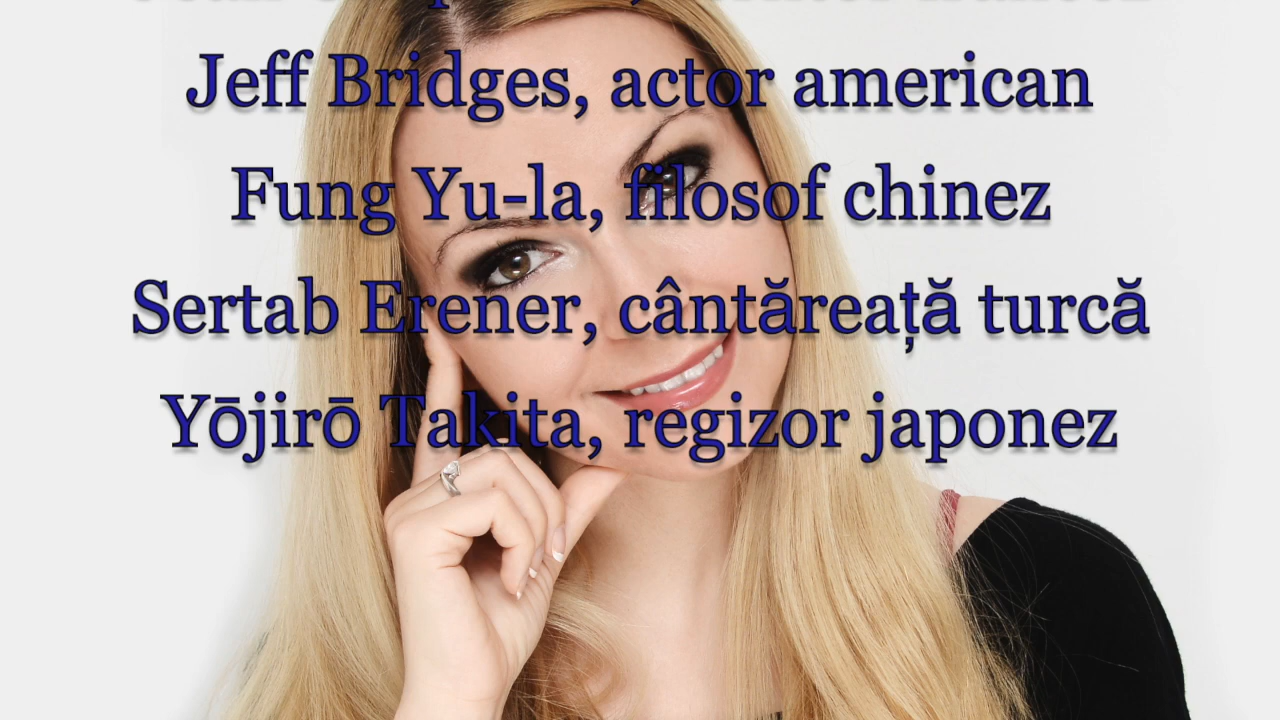 Jeff Bridges, actor american
Fung Yu-la, filosof chinez
Sertab Erener, cântăreață turcă
Yōjirō Takita, regizor japonez